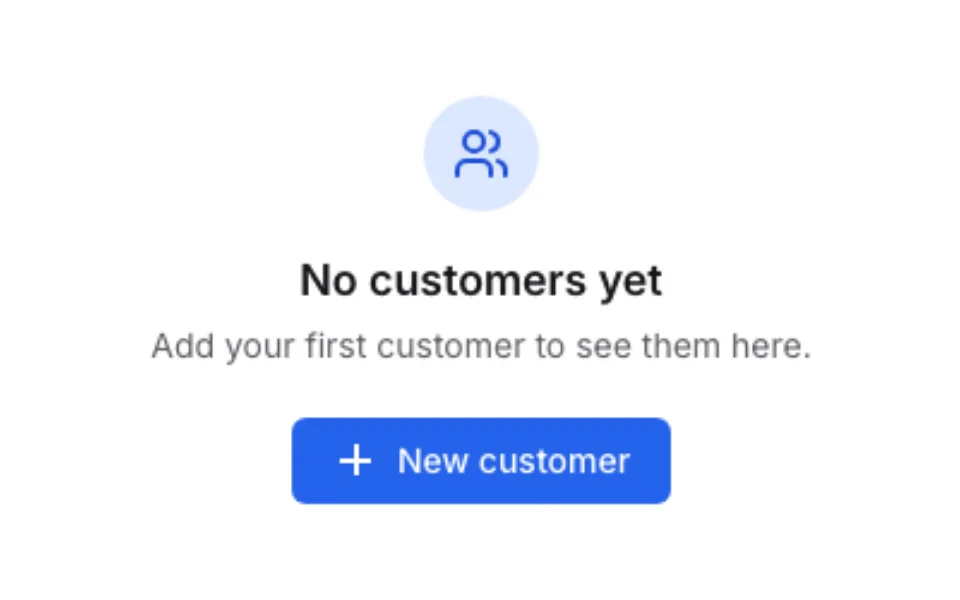 No customers yet
Add your first customer to see them here.
New customer